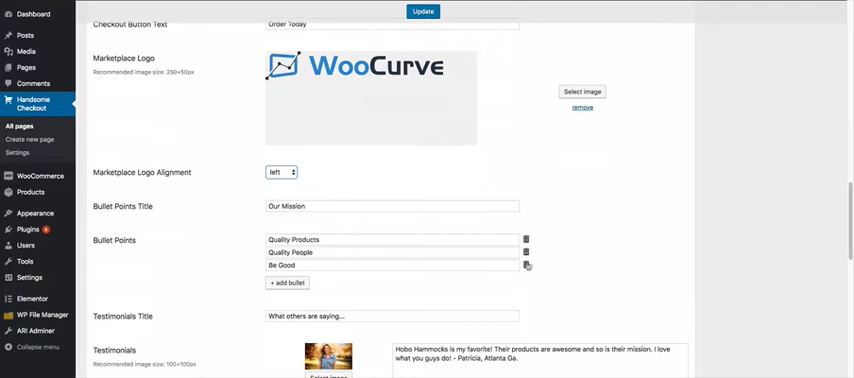 Dashboard
Posts
Media
Pages
Comments
Handsome
Checkout
All pages
Create new page
Settings
WooCommerce
Products
Appearance
Plugins 6
Users
Tools
Settings
Elementor
WP File Manager
ARI Adminer
Collapse menu
Update
Checkout Button Text
Order Today
Marketplace Logo
Recommended image size: 250×50px
WooCurve
Select image
remove
Marketplace Logo Alignment
left
Bullet Points Title
Our Mission
Bullet Points
Quality Products
Quality People
Be Good
+ add bullet
Testimonials Title
What others are saying...
Testimonials
Recommended image size: 100×100px
Select image
Hobo Hammocks is my favorite! Their products are awesome and so is their mission. I love
what you guys do! - Patricia, Atlanta Ga.